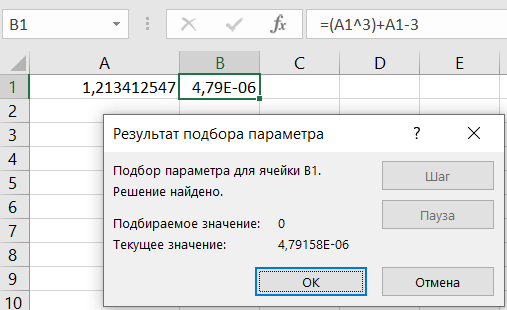 B1 fx =(A1^3)+A1-3
A B C D E
1 1,213412547 4,79E-06
2
3
4
5
6
7
8
9
10
Результат подбора параметра ?
Подбор параметра для ячейки B1.
Решение найдено.
Подбираемое значение: 0
Текущее значение: 4,79158E-06
Шаг
Пауза
ОК Отмена